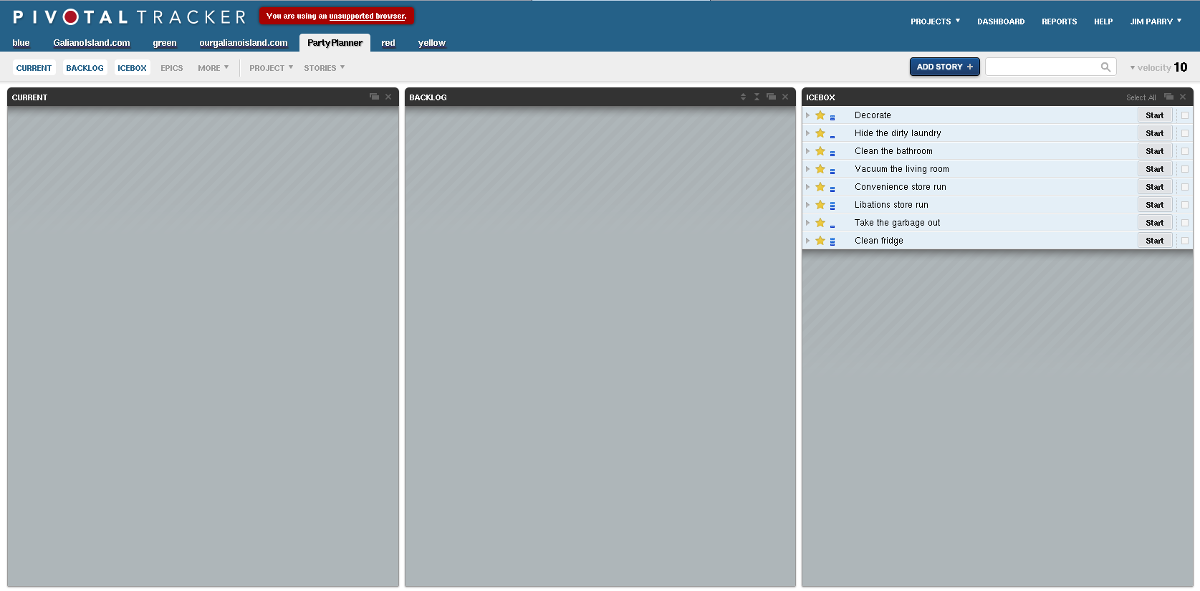 PIVOTAL TRACKER You are using an unsupported browser. PROJECTS DASHBOARD REPORTS HELP JIM PARRY
blue GalianoIsland.com green ourgalianoisland.com PartyPlanner red yellow
CURRENT BACKLOG ICEBOX EPICS MORE PROJECT STORIES ADD STORY + velocity 10
CURRENT BACKLOG ICEBOX Select All
Decorate Start
Hide the dirty laundry Start
Clean the bathroom Start
Vacuum the living room Start
Convenience store run Start
Libations store run Start
Take the garbage out Start
Clean fridge Start